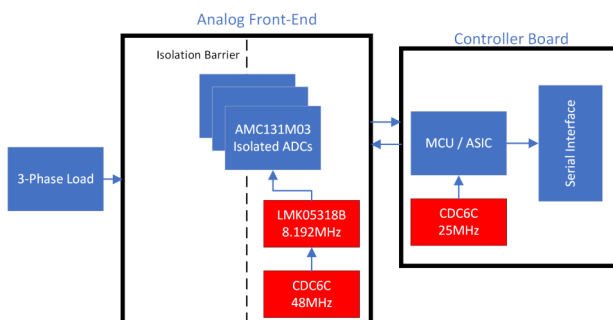 Analog Front-End
Controller Board
Isolation Barrier
AMC131M03
Isolated ADCs
3-Phase Load
MCU / ASIC
Serial Interface
LMK05318B
8.192MHz
CDC6C
25MHz
CDC6C
48MHz